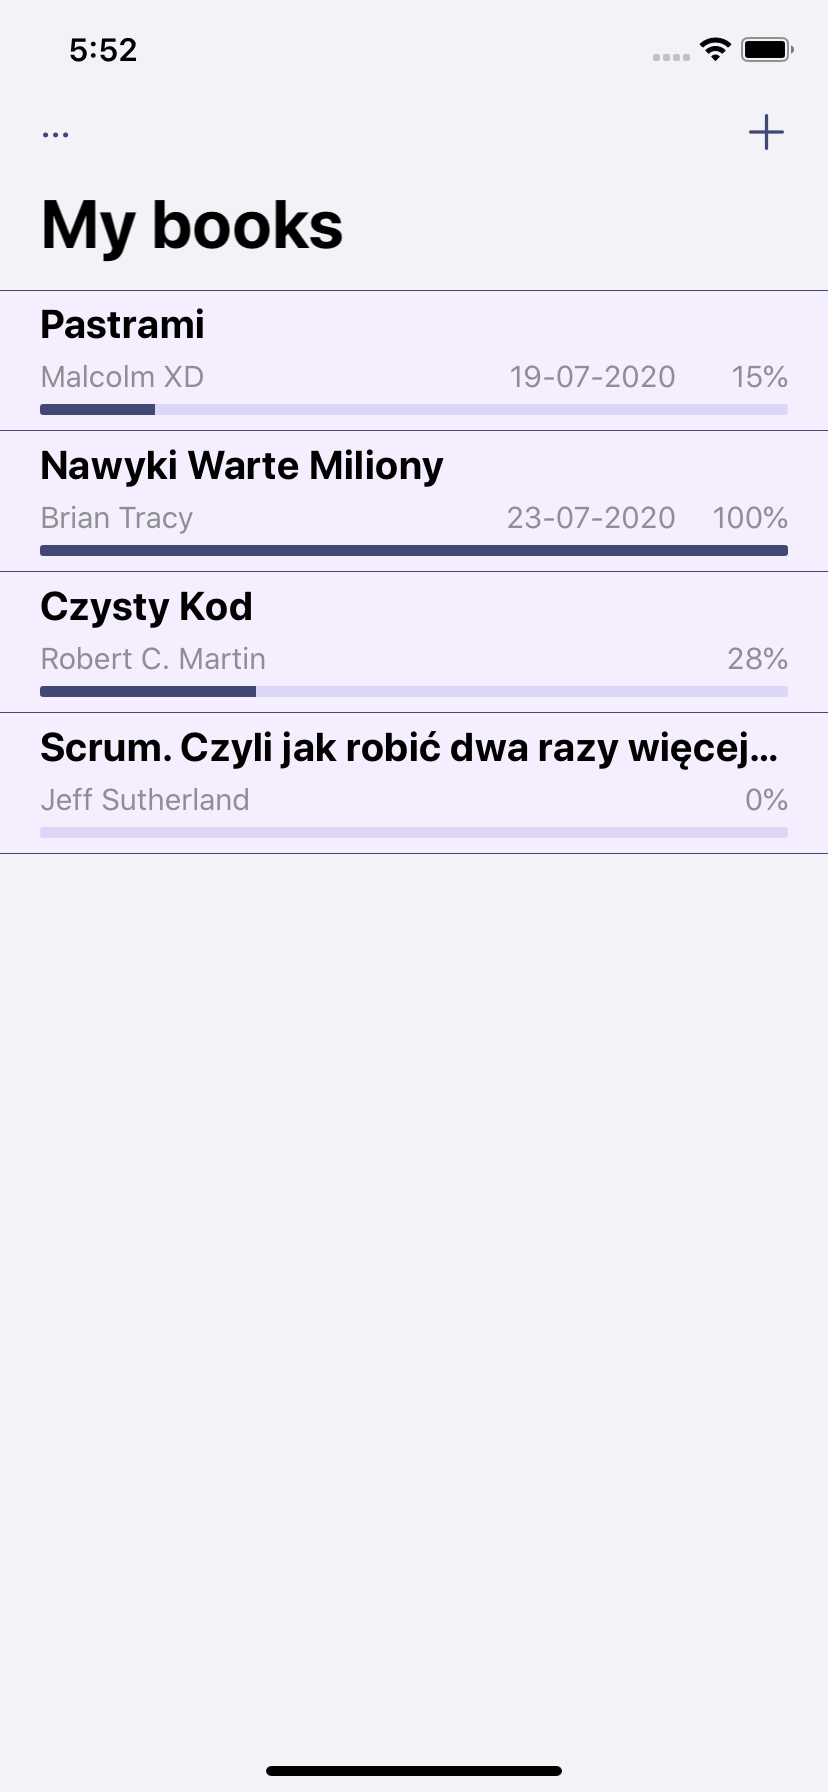 5:52
...
My books
Pastrami
Malcolm XD 19-07-2020 15%
Nawyki Warte Miliony
Brian Tracy 23-07-2020 100%
Czysty Kod
Robert C. Martin 28%
Scrum. Czyli jak robić dwa razy więcej...
Jeff Sutherland 0%